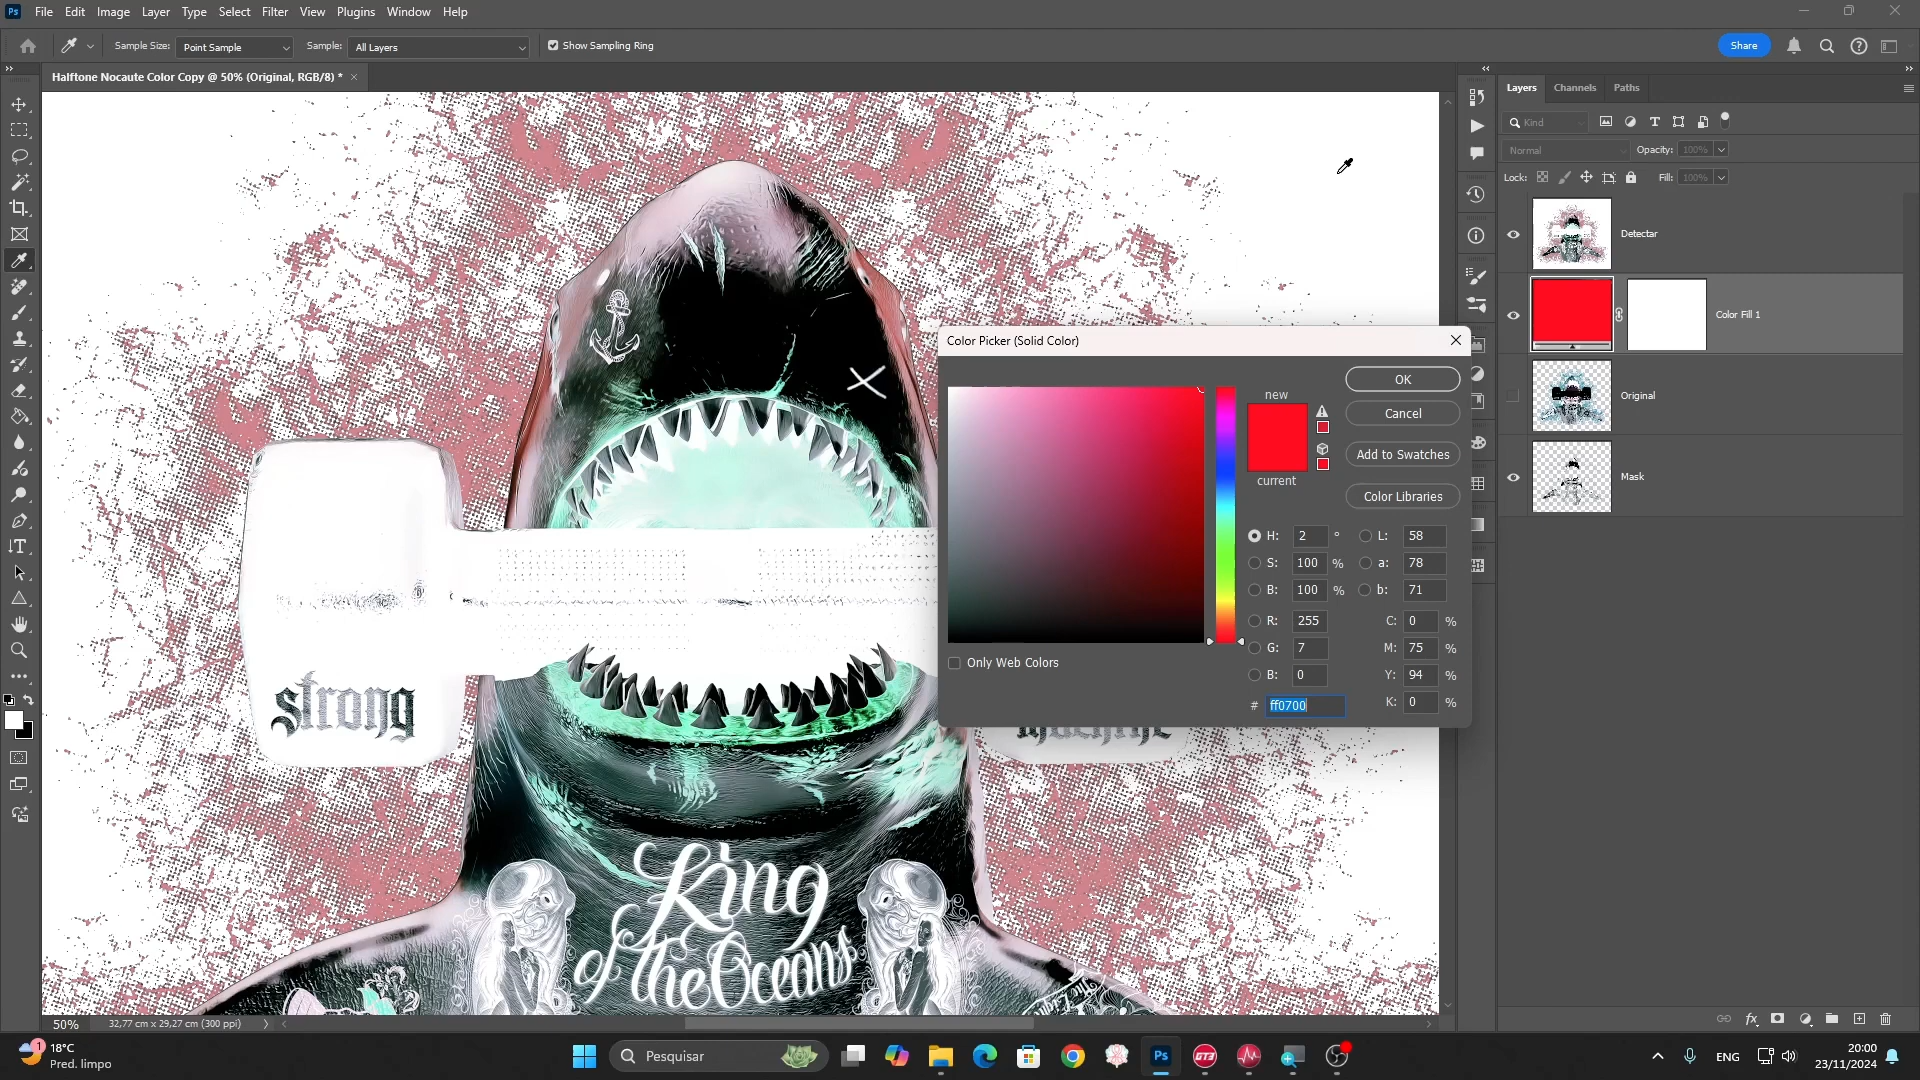 Ps File Edit Image Layer Type Select Filter View Plugins Window Help
Sample Size: Point Sample Sample: All Layers Show Sampling Ring Share
Halftone Nocaute Color Copy @ 50% (Original, RGB/8) * ×
Layers Channels Paths
Kind
Normal Opacity: 100%
Lock: Fill: 100%
Detectar
Color Fill 1
Original
Mask
Color Picker (Solid Color)
new
current
OK
Cancel
Add to Swatches
Color Libraries
H: 2 ° L: 58
S: 100 % a: 78
B: 100 % b: 71
R: 255 C: 0 %
G: 7 M: 75 %
B: 0 Y: 94 %
# ff0700 K: 0 %
Only Web Colors
strong
King
of the Oceans
50% 32,77 cm x 29,27 cm (300 ppi)
1
18°C
Pred. limpo
Pesquisar
Ps
GT3
ENG
20:00
23/11/2024